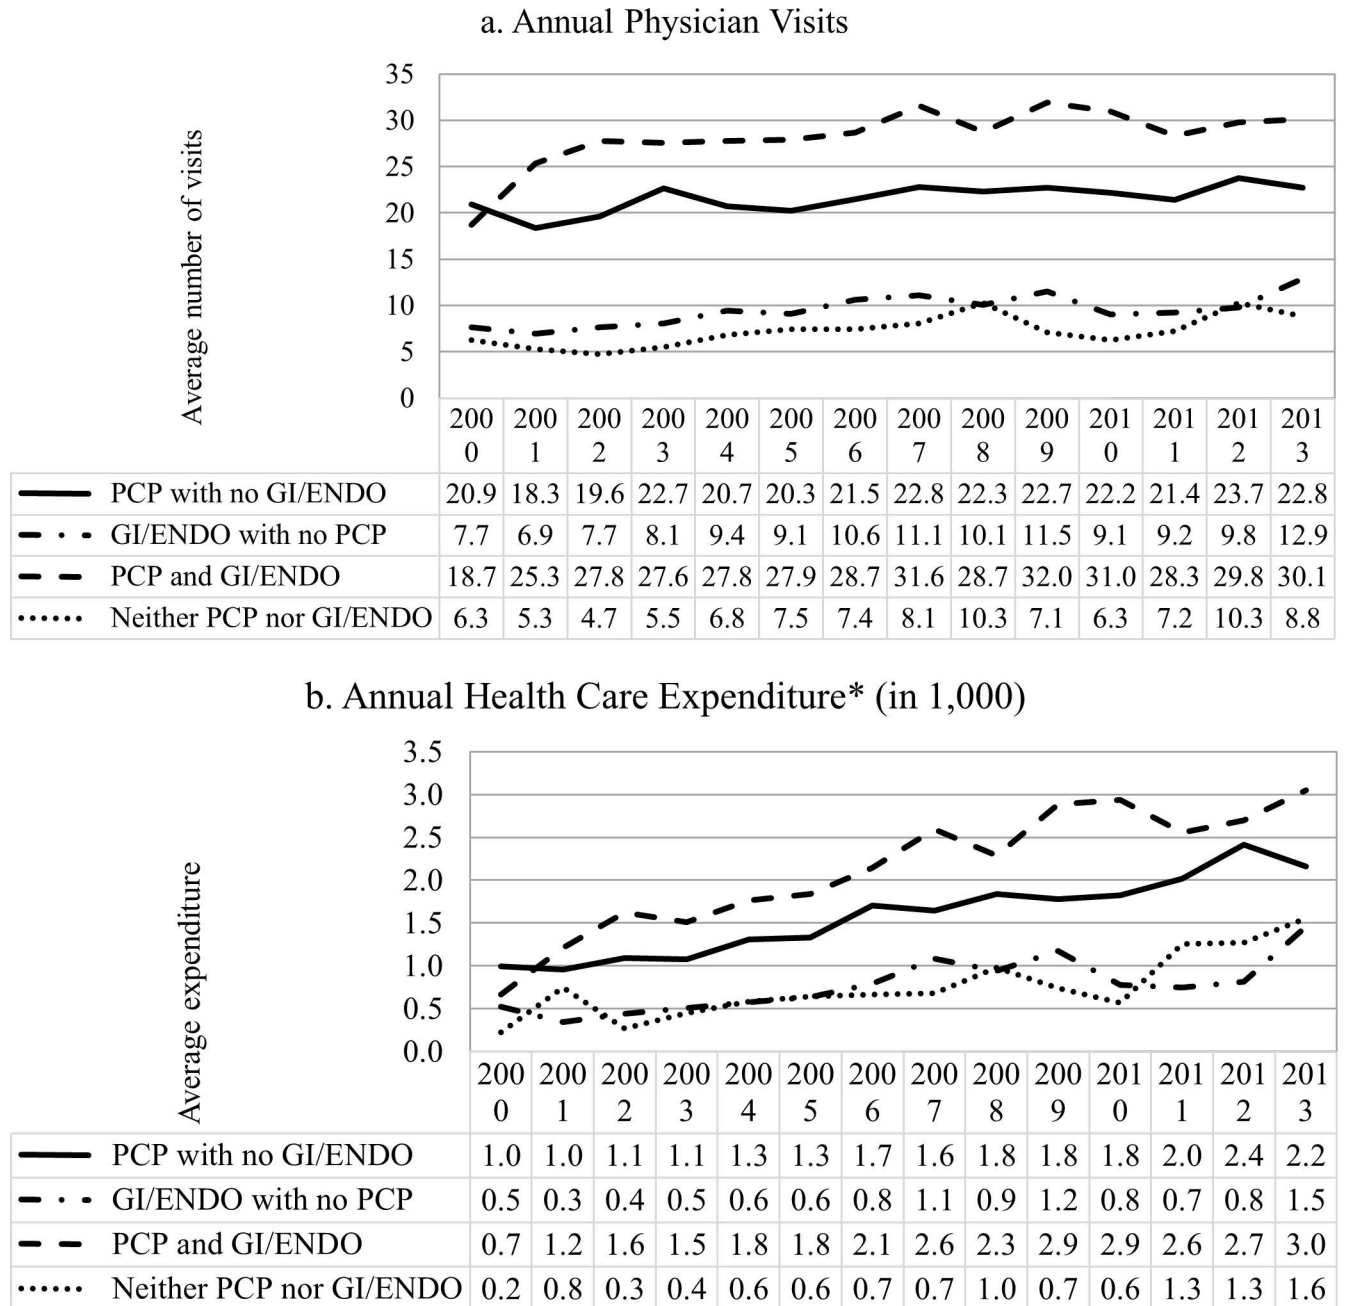 a. Annual Physician Visits
Average number of visits
35
30
25
20
15
10
5
0
200 200 200 200 200 200 200 200 200 200 201 201 201 201
0 1 2 3 4 5 6 7 8 9 0 1 2 3
PCP with no GI/ENDO 20.9 18.3 19.6 22.7 20.7 20.3 21.5 22.8 22.3 22.7 22.2 21.4 23.7 22.8
GI/ENDO with no PCP 7.7 6.9 7.7 8.1 9.4 9.1 10.6 11.1 10.1 11.5 9.1 9.2 9.8 12.9
PCP and GI/ENDO 18.7 25.3 27.8 27.6 27.8 27.9 28.7 31.6 28.7 32.0 31.0 28.3 29.8 30.1
Neither PCP nor GI/ENDO 6.3 5.3 4.7 5.5 6.8 7.5 7.4 8.1 10.3 7.1 6.3 7.2 10.3 8.8
b. Annual Health Care Expenditure* (in 1,000)
Average expenditure
3.5
3.0
2.5
2.0
1.5
1.0
0.5
0.0
200 200 200 200 200 200 200 200 200 200 201 201 201 201
0 1 2 3 4 5 6 7 8 9 0 1 2 3
PCP with no GI/ENDO 1.0 1.0 1.1 1.1 1.3 1.3 1.7 1.6 1.8 1.8 1.8 2.0 2.4 2.2
GI/ENDO with no PCP 0.5 0.3 0.4 0.5 0.6 0.6 0.8 1.1 0.9 1.2 0.8 0.7 0.8 1.5
PCP and GI/ENDO 0.7 1.2 1.6 1.5 1.8 1.8 2.1 2.6 2.3 2.9 2.9 2.6 2.7 3.0
Neither PCP nor GI/ENDO 0.2 0.8 0.3 0.4 0.6 0.6 0.7 0.7 1.0 0.7 0.6 1.3 1.3 1.6